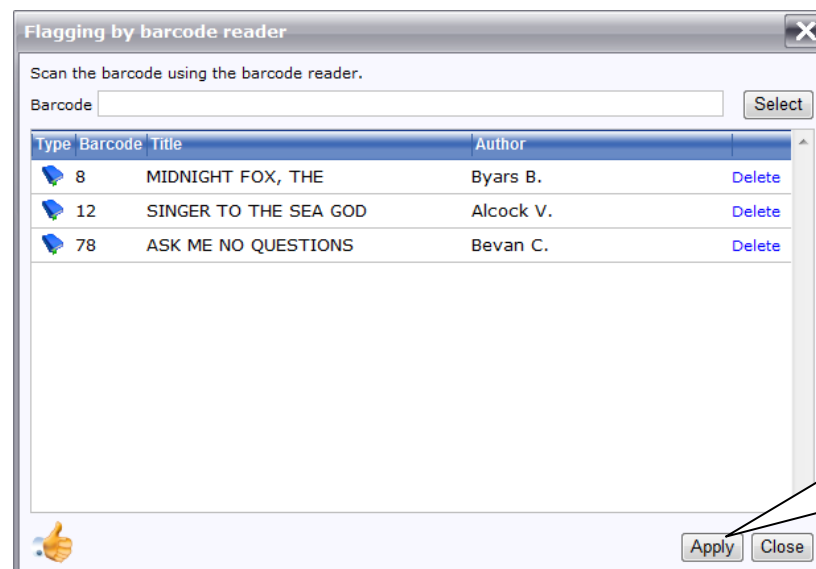 Flagging by barcode reader
Scan the barcode using the barcode reader.
Barcode Select
Type Barcode Title Author
8 MIDNIGHT FOX, THE Byars B. Delete
12 SINGER TO THE SEA GOD Alcock V. Delete
78 ASK ME NO QUESTIONS Bevan C. Delete
Apply Close